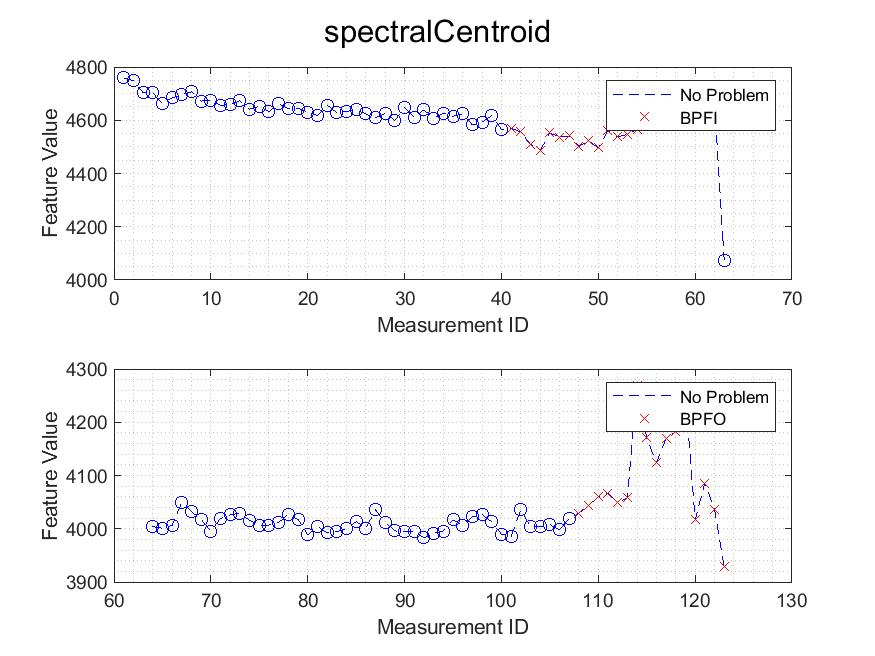 spectralCentroid
4800
4600
4400
4200
4000
Feature Value
No Problem
BPFI
0 10 20 30 40 50 60 70
Measurement ID
4300
4200
4100
4000
3900
Feature Value
No Problem
BPFO
60 70 80 90 100 110 120 130
Measurement ID